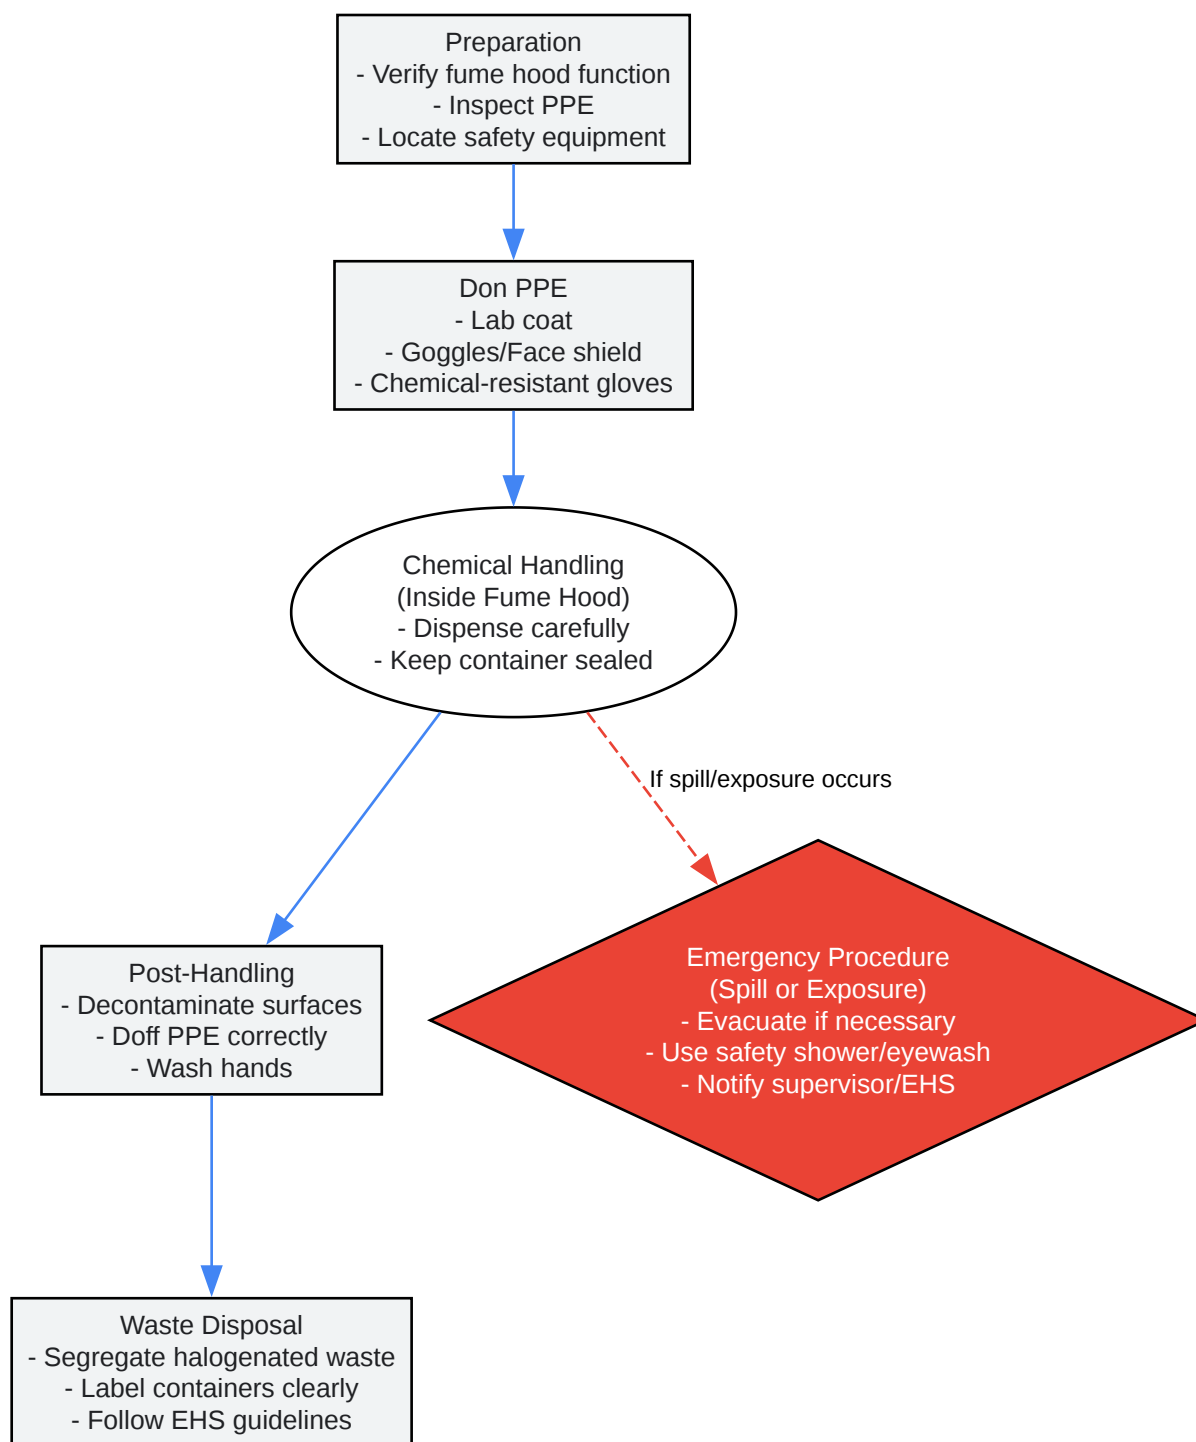 Preparation
- Verify fume hood function
- Inspect PPE
- Locate safety equipment
Don PPE
- Lab coat
- Goggles/Face shield
- Chemical-resistant gloves
Chemical Handling
(Inside Fume Hood)
- Dispense carefully
- Keep container sealed
If spill/exposure occurs
Emergency Procedure
(Spill or Exposure)
- Evacuate if necessary
- Use safety shower/eyewash
- Notify supervisor/EHS
Post-Handling
- Decontaminate surfaces
- Doff PPE correctly
- Wash hands
Waste Disposal
- Segregate halogenated waste
- Label containers clearly
- Follow EHS guidelines